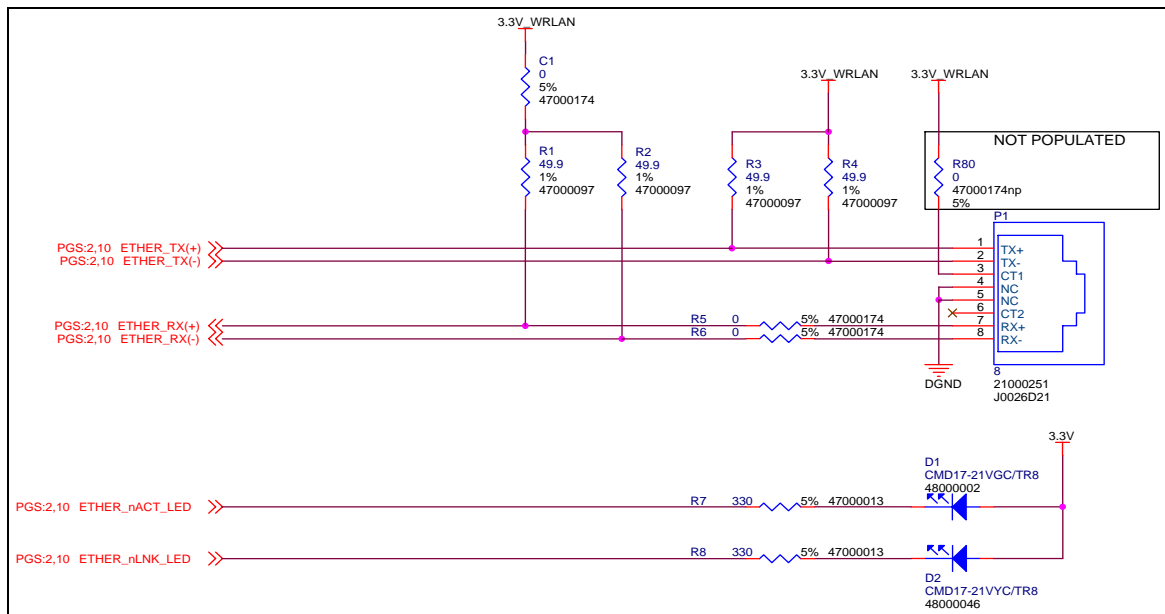 3.3V_WRLAN
C1
0
5%
47000174
3.3V_WRLAN
3.3V_WRLAN
NOT POPULATED
R1
49.9
1%
47000097
R2
49.9
1%
47000097
R3
49.9
1%
47000097
R4
49.9
1%
47000097
R80
0
47000174np
5%
P1
PGS:2,10 ETHER_TX(+)
PGS:2,10 ETHER_TX(-)
1 TX+
2 TX-
3 CT1
4 NC
5 NC
6 CT2
7 RX+
8 RX-
PGS:2,10 ETHER_RX(+)
PGS:2,10 ETHER_RX(-)
R5 0 5% 47000174
R6 0 5% 47000174
DGND
8
21000251
J0026D21
3.3V
D1
CMD17-21VGC/TR8
48000002
PGS:2,10 ETHER_nACT_LED
R7 330 5% 47000013
PGS:2,10 ETHER_nLNK_LED
R8 330 5% 47000013
D2
CMD17-21VYC/TR8
48000046